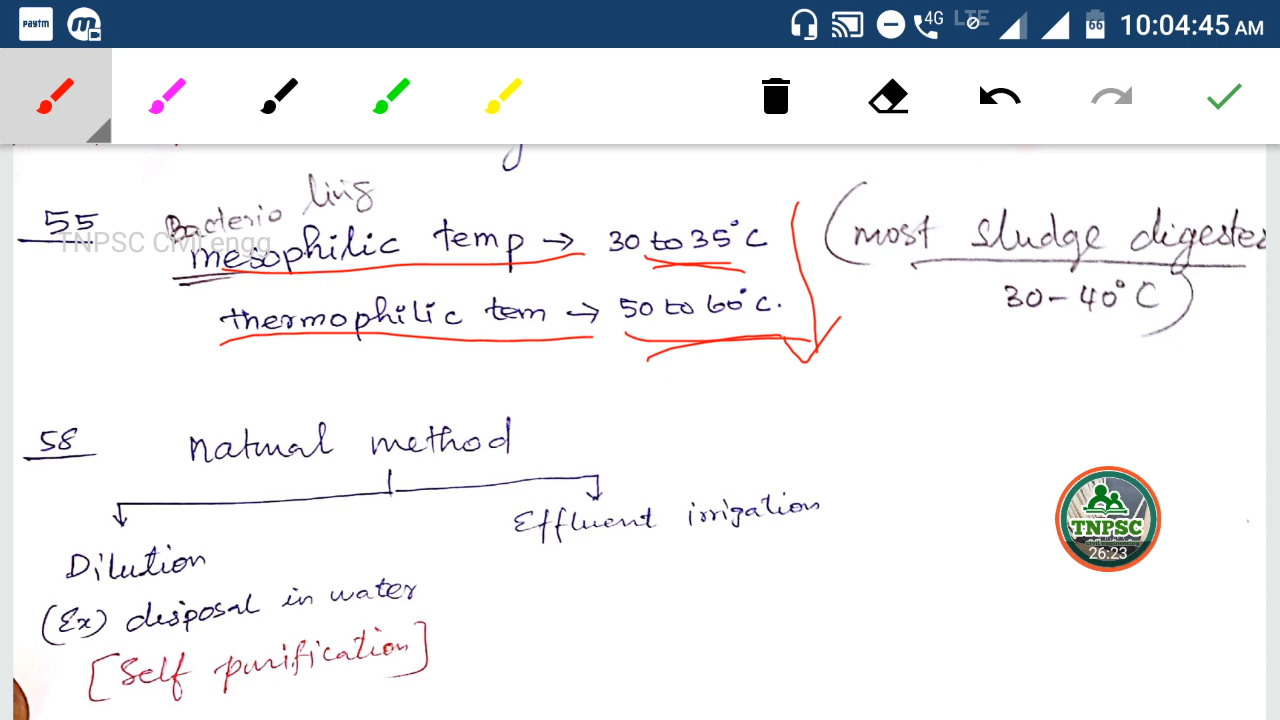 paytm m 4G LTE 66 10:04:45 AM
55 Bacteria
TNPSC Civil engg
mesophilic temp → 30 to 35°C (most sludge digester
30-40°C)
thermophilic tem → 50 to 60°C.
58 Natural method
Effluent irrigation
Dilution
(Ex) disposal in water
[Self purification]
TNPSC
26:23